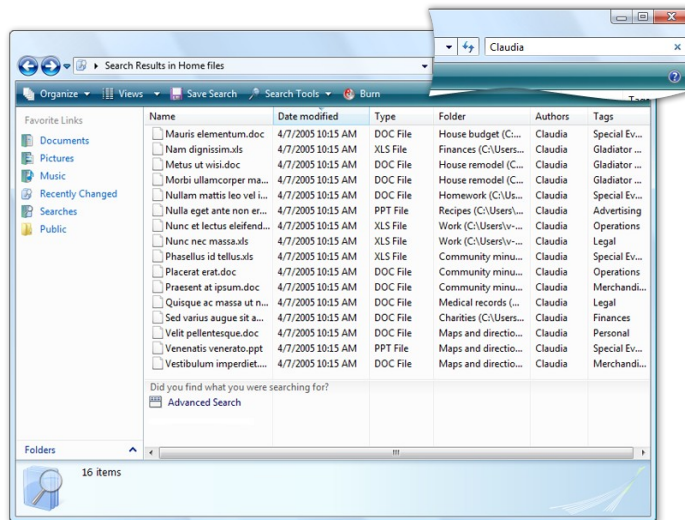 Claudia
Search Results in Home files
Organize Views Save Search Search Tools Burn
Tags
Favorite Links
Documents
Pictures
Music
Recently Changed
Searches
Public
Name Date modified Type Folder Authors Tags
Mauris elementum.doc 4/7/2005 10:15 AM DOC File House budget (C:... Claudia Special Ev...
Nam dignissim.xls 4/7/2005 10:15 AM XLS File Finances (C:\Users... Claudia Gladiator ...
Metus ut wisi.doc 4/7/2005 10:15 AM DOC File House remodel (C... Claudia Gladiator ...
Morbi ullamcorper ma... 4/7/2005 10:15 AM DOC File House remodel (C... Claudia Gladiator ...
Nullam mattis leo vel i... 4/7/2005 10:15 AM DOC File Homework (C:\Us... Claudia Special Ev...
Nulla eget ante non er... 4/7/2005 10:15 AM PPT File Recipes (C:\Users\... Claudia Advertising
Nunc et lectus eleifend... 4/7/2005 10:15 AM XLS File Work (C:\Users\v-... Claudia Operations
Nunc nec massa.xls 4/7/2005 10:15 AM XLS File Work (C:\Users\v-... Claudia Legal
Phasellus id tellus.xls 4/7/2005 10:15 AM XLS File Community minu... Claudia Special Ev...
Placerat erat.doc 4/7/2005 10:15 AM DOC File Community minu... Claudia Operations
Praesent at ipsum.doc 4/7/2005 10:15 AM DOC File Community minu... Claudia Merchandi...
Quisque ac massa ut n... 4/7/2005 10:15 AM DOC File Medical records (... Claudia Legal
Sed varius augue sit a... 4/7/2005 10:15 AM DOC File Charities (C:\Users... Claudia Finances
Velit pellentesque.doc 4/7/2005 10:15 AM DOC File Maps and directio... Claudia Personal
Venenatis venerato.ppt 4/7/2005 10:15 AM PPT File Maps and directio... Claudia Special Ev...
Vestibulum imperdiet.... 4/7/2005 10:15 AM DOC File Maps and directio... Claudia Merchandi...
Did you find what you were searching for?
Advanced Search
Folders
16 items